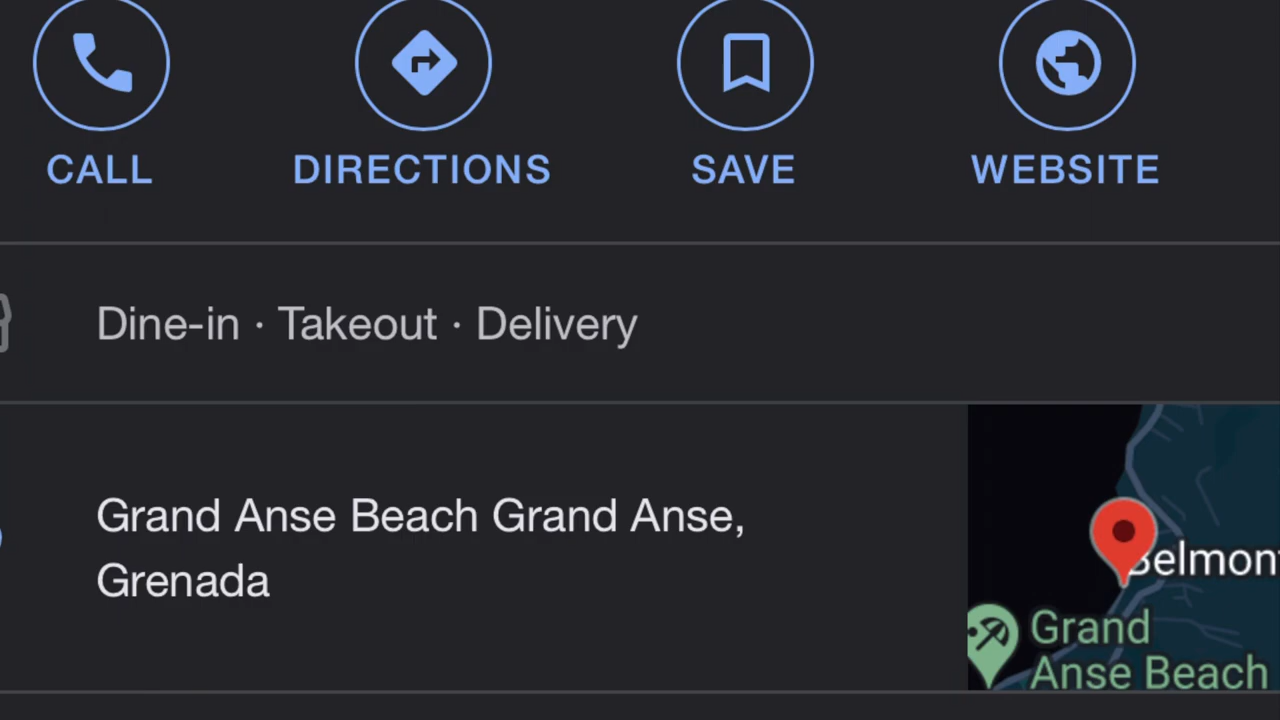 CALL DIRECTIONS SAVE WEBSITE
Dine-in · Takeout · Delivery
Grand Anse Beach Grand Anse,
Grenada
Grand
Anse Beach